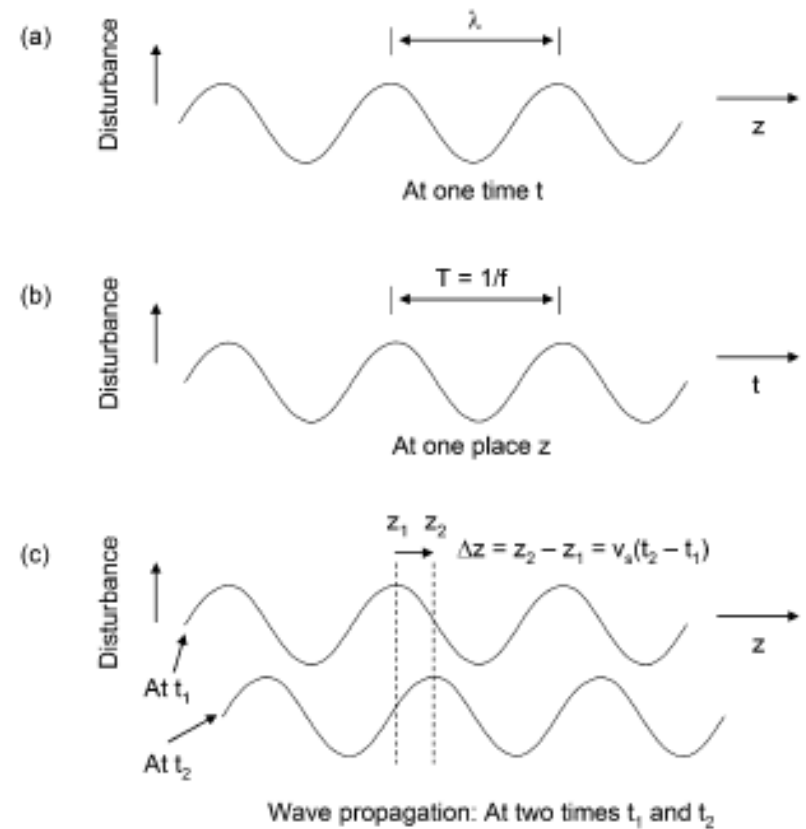 (a)
Disturbance
λ
z
At one time t
(b)
Disturbance
T = 1/f
t
At one place z
(c)
Disturbance
z₁ z₂
Δz = z₂ − z₁ = vₛ(t₂ − t₁)
z
At t₁
At t₂
Wave propagation: At two times t₁ and t₂